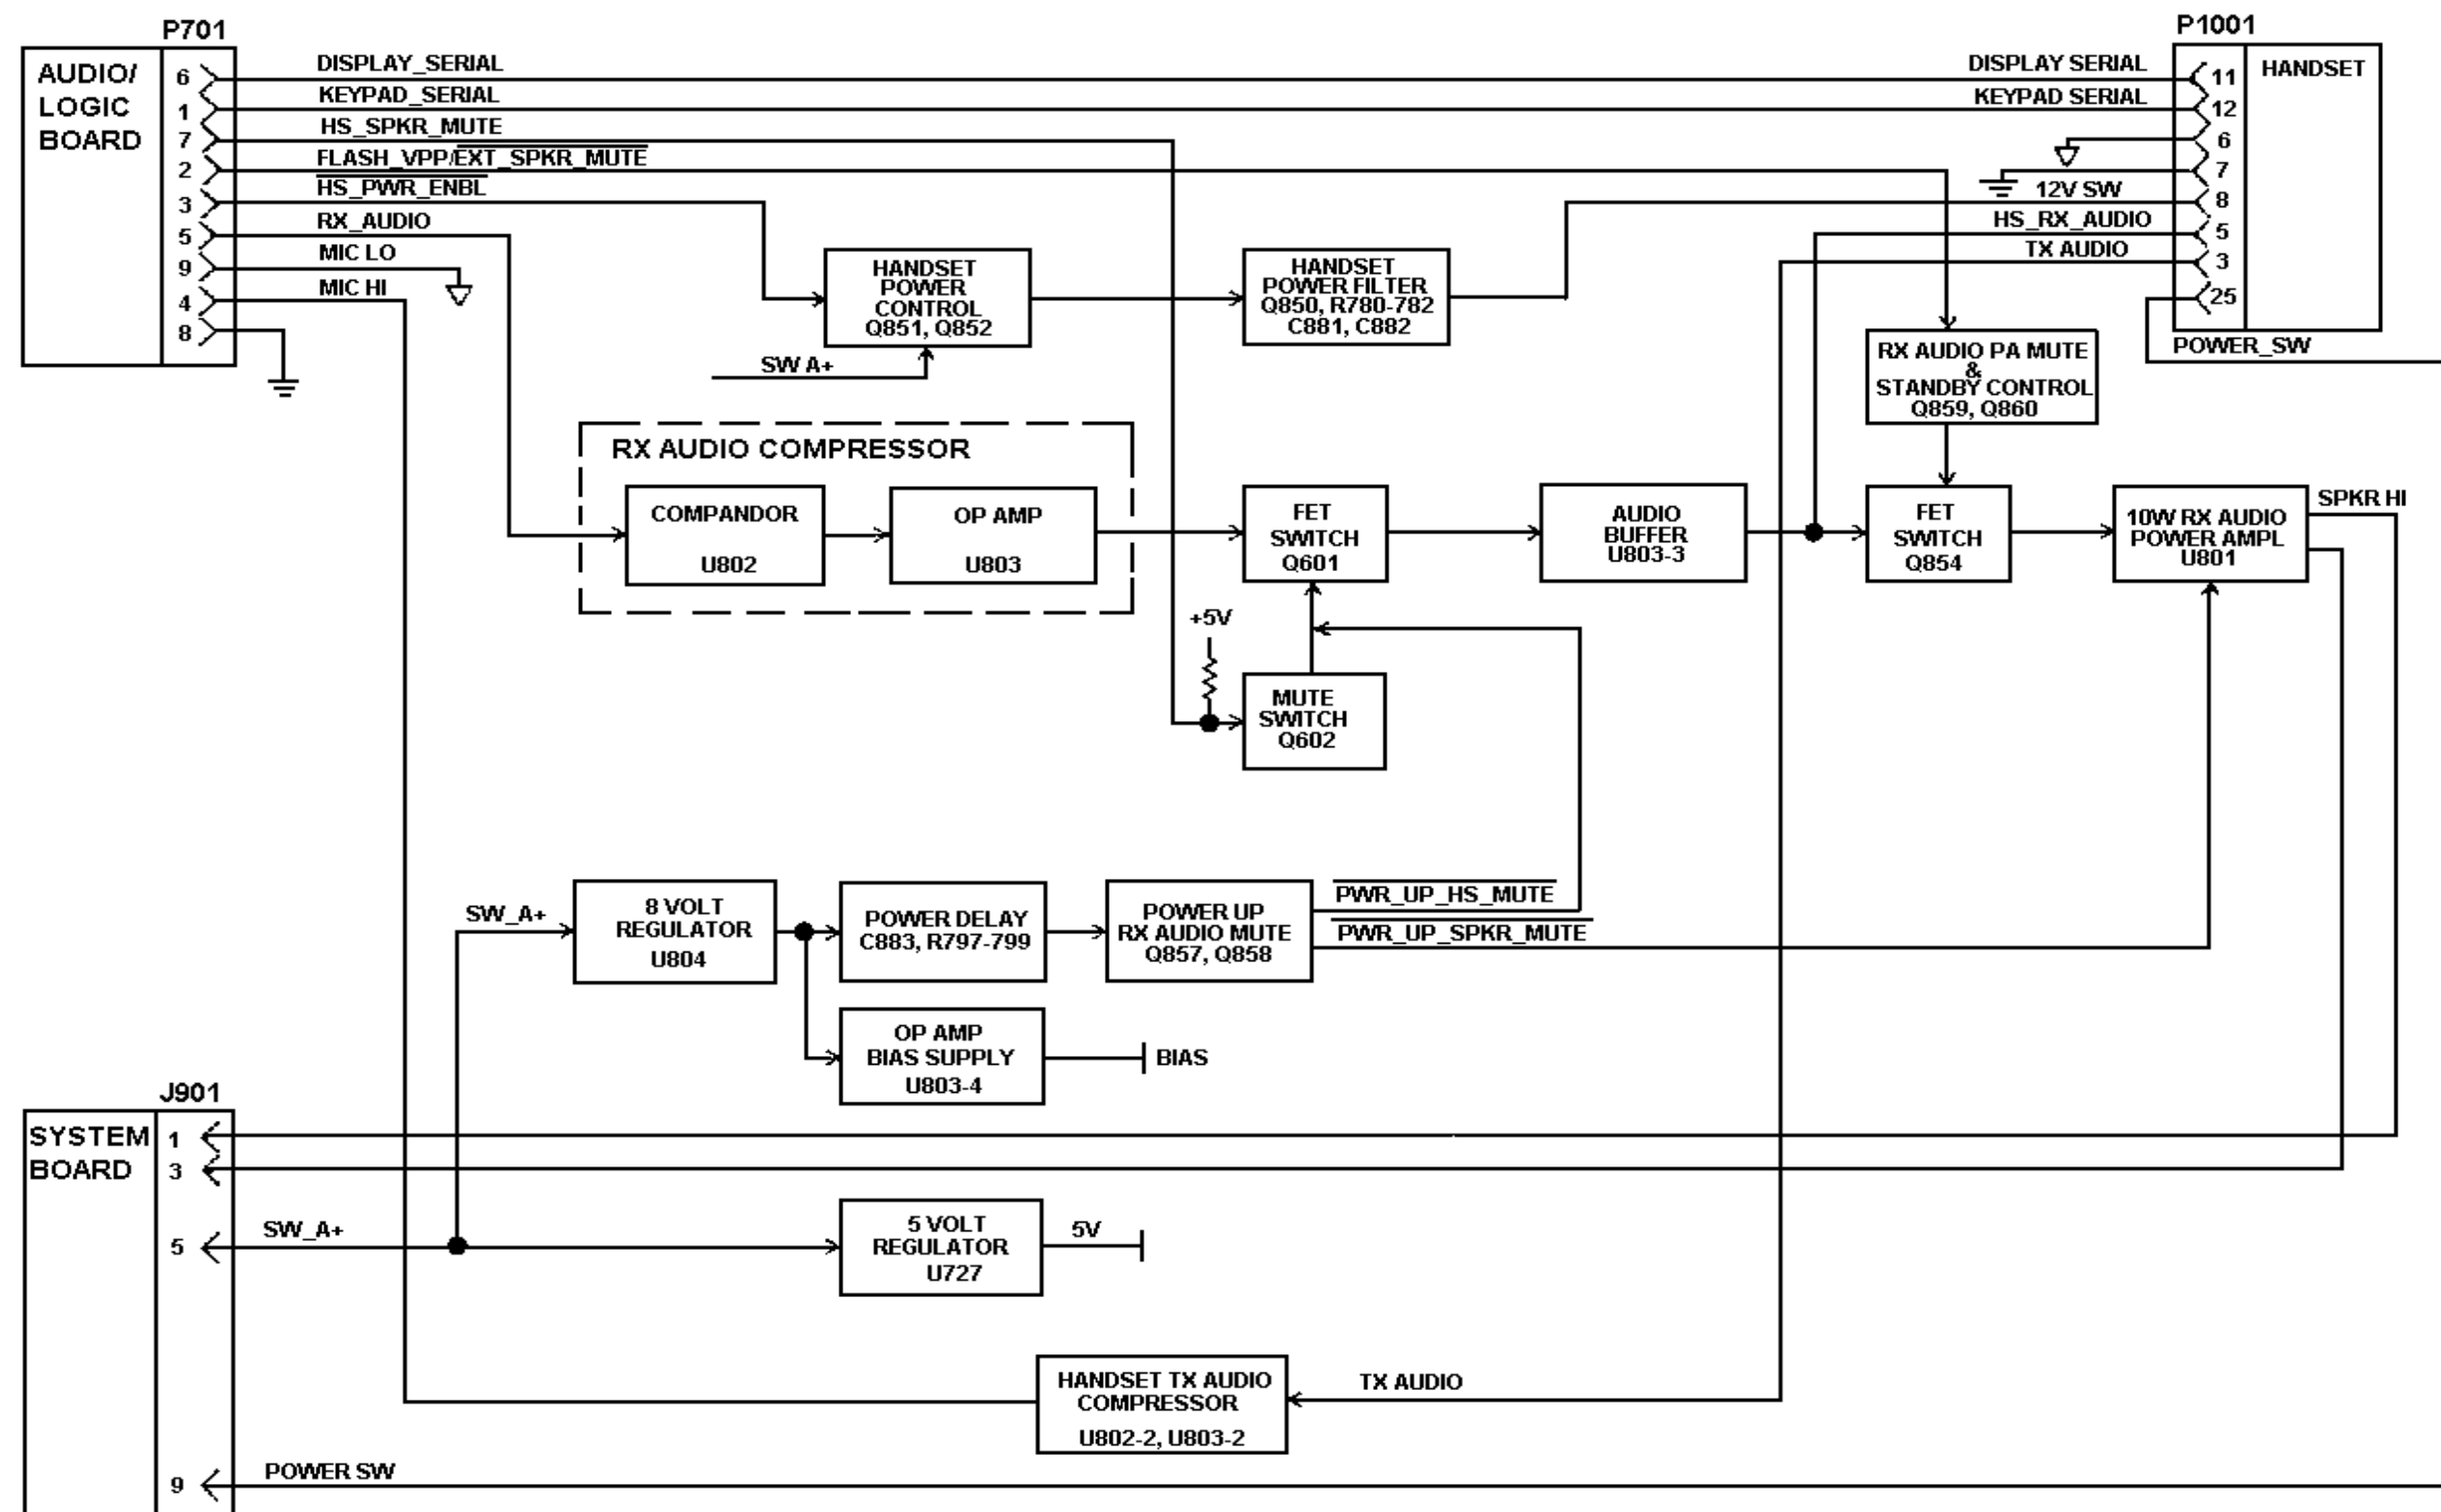 P701
AUDIO/
LOGIC
BOARD
6
1
7
2
3
5
9
4
8
DISPLAY_SERIAL
KEYPAD_SERIAL
HS_SPKR_MUTE
FLASH_VPP/EXT_SPKR_MUTE
HS_PWR_ENBL
RX_AUDIO
MIC LO
MIC HI
P1001
HANDSET
11
12
6
7
8
5
3
25
DISPLAY SERIAL
KEYPAD SERIAL
12V SW
HS_RX_AUDIO
TX AUDIO
POWER_SW
HANDSET
POWER
CONTROL
Q851, Q852
SW A+
HANDSET
POWER FILTER
Q850, R780-782
C881, C882
RX AUDIO PA MUTE
&
STANDBY CONTROL
Q859, Q860
RX AUDIO COMPRESSOR
COMPANDOR
U802
OP AMP
U803
FET
SWITCH
Q601
AUDIO
BUFFER
U803-3
FET
SWITCH
Q854
10W RX AUDIO
POWER AMPL
U801
SPKR HI
+5V
MUTE
SWITCH
Q602
SW_A+
8 VOLT
REGULATOR
U804
POWER DELAY
C883, R797-799
POWER UP
RX AUDIO MUTE
Q857, Q858
PWR_UP_HS_MUTE
PWR_UP_SPKR_MUTE
OP AMP
BIAS SUPPLY
U803-4
BIAS
J901
SYSTEM
BOARD
1
3
5
9
SW_A+
5 VOLT
REGULATOR
U727
5V
HANDSET TX AUDIO
COMPRESSOR
U802-2, U803-2
TX AUDIO
POWER SW